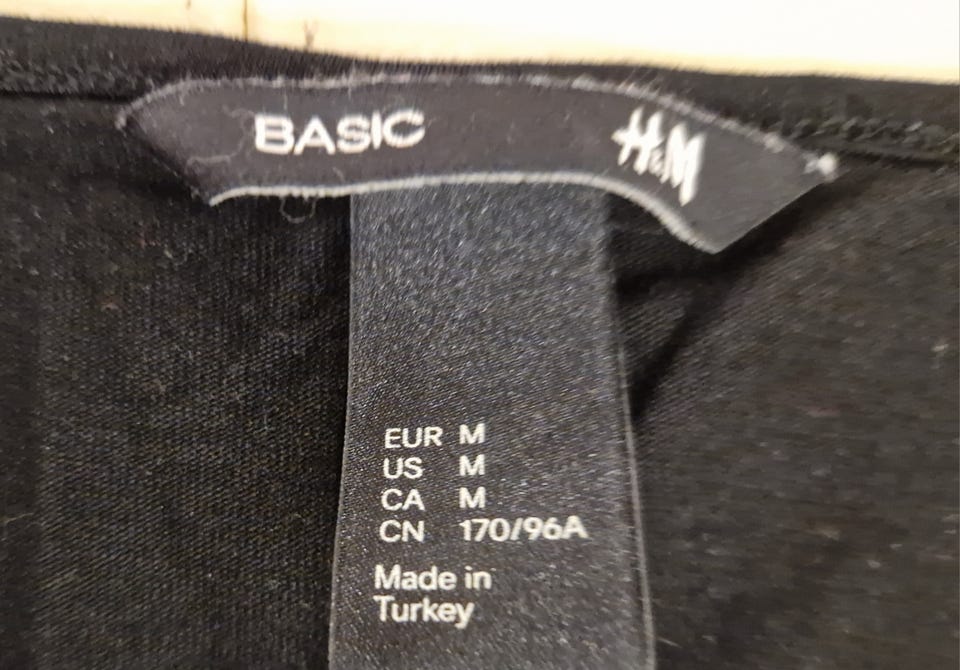 BASIC H&M
EUR M
US M
CA M
CN 170/96A
Made in
Turkey